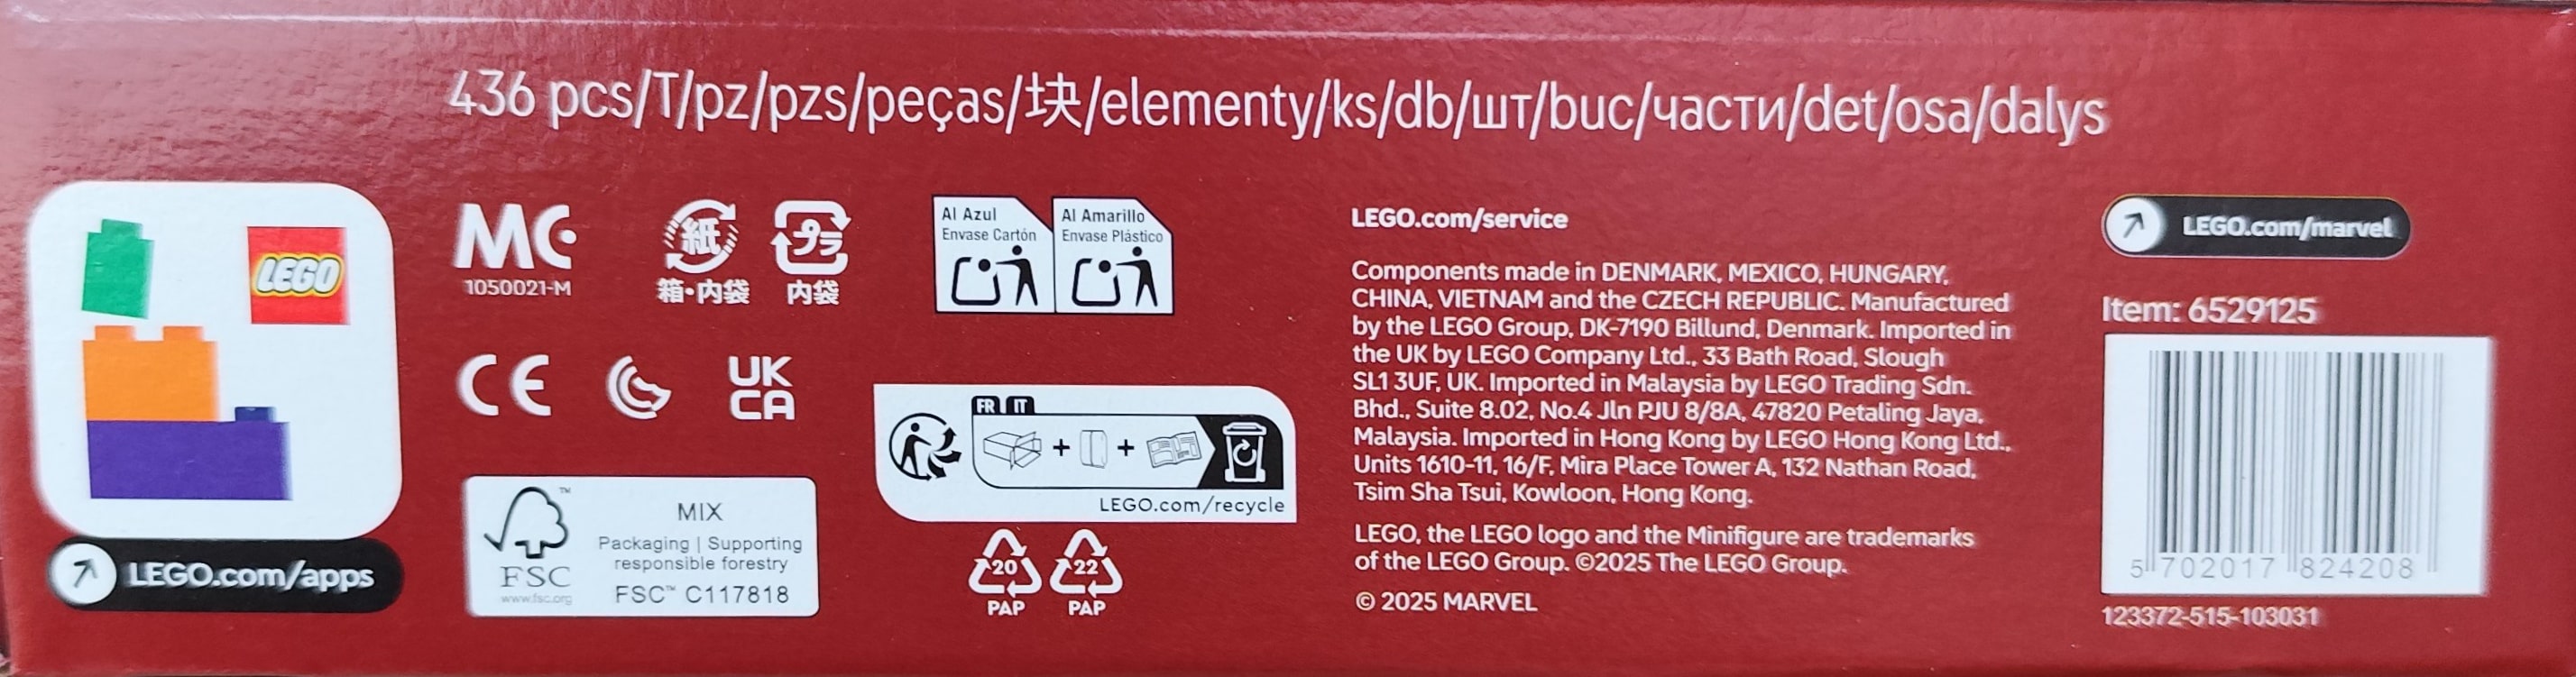 436 pcs/T/pz/pzs/peças/块/elementy/ks/db/шт/buc/части/det/osa/dalys
LEGO
LEGO.com/apps
MC
1050021-M
紙
箱・内袋
プラ
内袋
CE
UK
CA
FSC
www.fsc.org
MIX
Packaging | Supporting
responsible forestry
FSC™ C117818
Al Azul
Envase Cartón
Al Amarillo
Envase Plástico
FR IT
+ +
LEGO.com/recycle
20
PAP
22
PAP
LEGO.com/service
Components made in DENMARK, MEXICO, HUNGARY,
CHINA, VIETNAM and the CZECH REPUBLIC. Manufactured
by the LEGO Group, DK-7190 Billund, Denmark. Imported in
the UK by LEGO Company Ltd., 33 Bath Road, Slough
SL1 3UF, UK. Imported in Malaysia by LEGO Trading Sdn.
Bhd., Suite 8.02, No.4 Jln PJU 8/8A, 47820 Petaling Jaya,
Malaysia. Imported in Hong Kong by LEGO Hong Kong Ltd.,
Units 1610-11, 16/F, Mira Place Tower A, 132 Nathan Road,
Tsim Sha Tsui, Kowloon, Hong Kong.
LEGO, the LEGO logo and the Minifigure are trademarks
of the LEGO Group. ©2025 The LEGO Group.
© 2025 MARVEL
LEGO.com/marvel
Item: 6529125
5 702017 824208
123372-515-103031